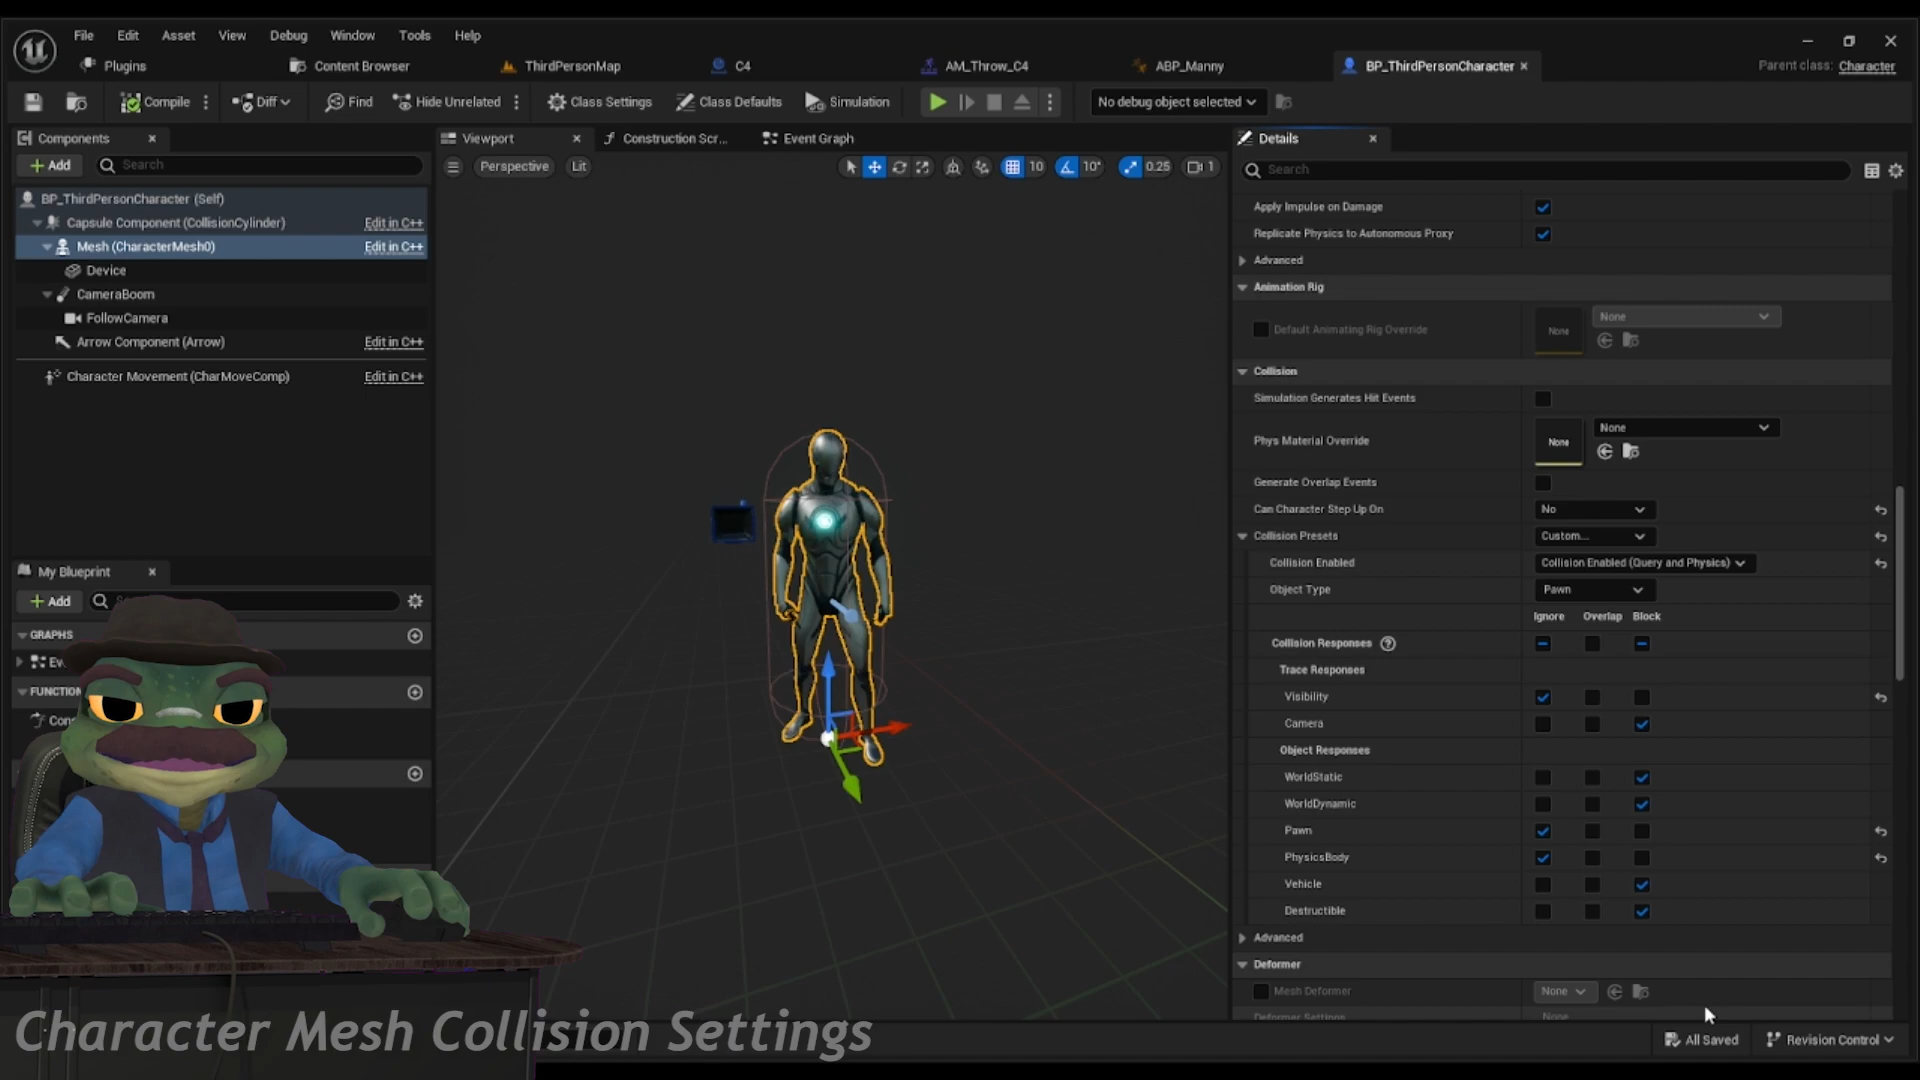 File Edit Asset View Debug Window Tools Help
Plugins Content Browser ThirdPersonMap C4 AM_Throw_C4 ABP_Manny BP_ThirdPersonCharacter Parent class: Character
Compile Diff Find Hide Unrelated Class Settings Class Defaults Simulation No debug object selected
Components
Add Search
BP_ThirdPersonCharacter (Self)
Capsule Component (CollisionCylinder) Edit in C++
Mesh (CharacterMesh0) Edit in C++
Device
CameraBoom
FollowCamera
Arrow Component (Arrow) Edit in C++
Character Movement (CharMoveComp) Edit in C++
My Blueprint
Add
GRAPHS
FUNCTION
Viewport Construction Scr... Event Graph
Perspective Lit 10 10° 0.25 1
Details
Search
Apply Impulse on Damage
Replicate Physics to Autonomous Proxy
Advanced
Animation Rig
Default Animating Rig Override None None
Collision
Simulation Generates Hit Events
Phys Material Override None None
Generate Overlap Events
Can Character Step Up On No
Collision Presets Custom...
Collision Enabled Collision Enabled (Query and Physics)
Object Type Pawn
Ignore Overlap Block
Collision Responses ?
Trace Responses
Visibility
Camera
Object Responses
WorldStatic
WorldDynamic
Pawn
PhysicsBody
Vehicle
Destructible
Advanced
Deformer
Mesh Deformer None
Deformer Settings None
All Saved Revision Control
Character Mesh Collision Settings